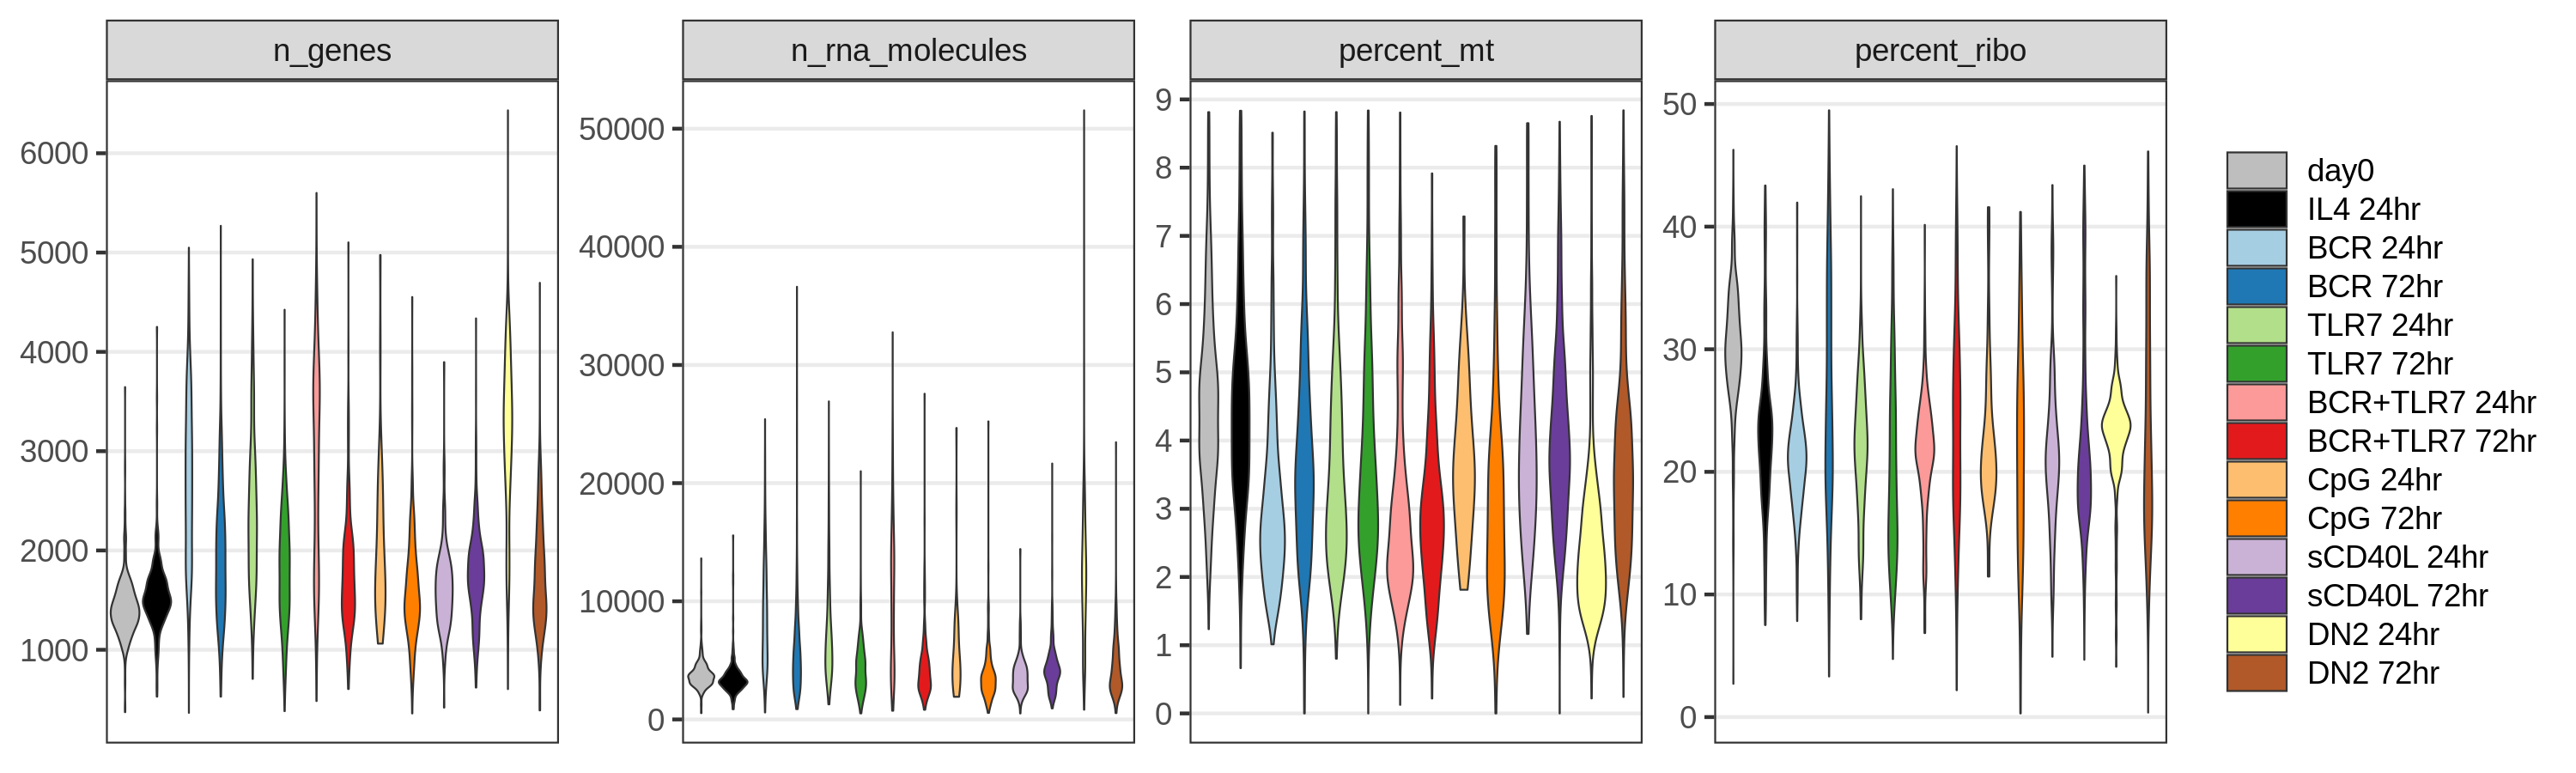 n_genes
n_rna_molecules
percent_mt
percent_ribo
6000
5000
4000
3000
2000
1000
50000
40000
30000
20000
10000
0
9
8
7
6
5
4
3
2
1
0
50
40
30
20
10
0
day0
IL4 24hr
BCR 24hr
BCR 72hr
TLR7 24hr
TLR7 72hr
BCR+TLR7 24hr
BCR+TLR7 72hr
CpG 24hr
CpG 72hr
sCD40L 24hr
sCD40L 72hr
DN2 24hr
DN2 72hr